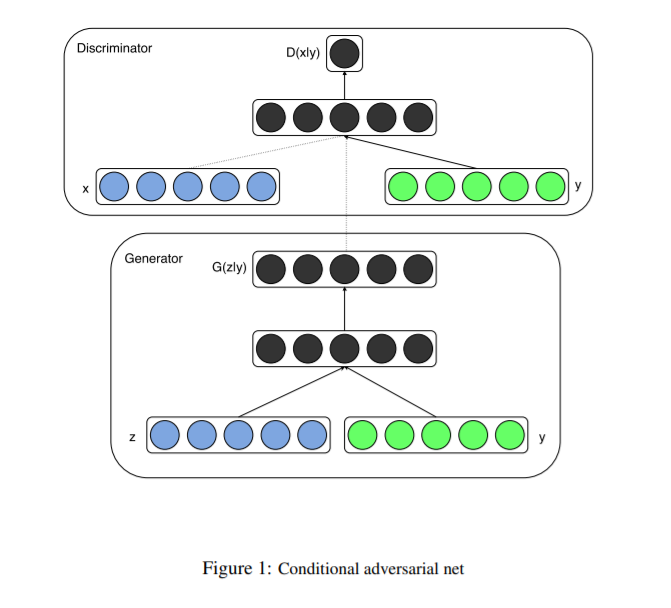 Discriminator
D(x|y)
x
y
Generator
G(z|y)
z
y
Figure 1: Conditional adversarial net